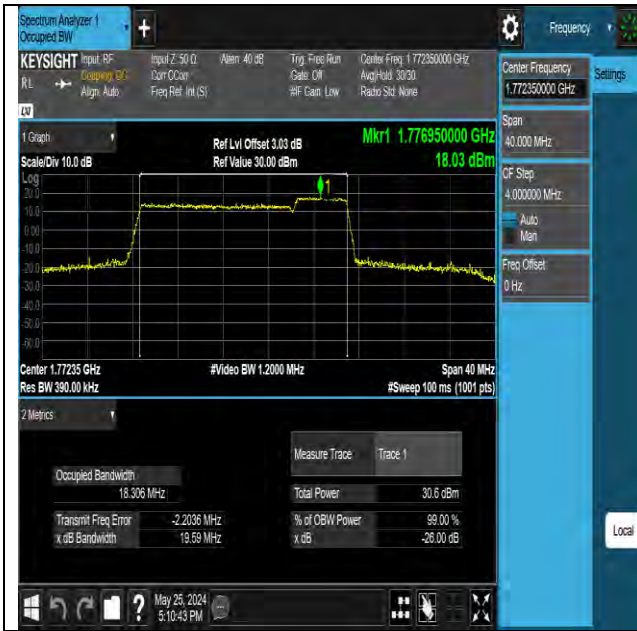 Spectrum Analyzer 1
Occupied BW
+
Frequency
KEYSIGHT Input: RF Input Z: 50 Ω Atten: 40 dB Trig: Free Run Center Freq: 1.772350000 GHz
RL Coupling: DC Corr CCorr Gate: Off Avg|Hold: 30/30
Align: Auto Freq Ref: Int (S) #IF Gain: Low Radio Std: None
1 Graph
Ref Lvl Offset 3.03 dB
Mkr1 1.776950000 GHz
Scale/Div 10.0 dB
Ref Value 30.00 dBm
18.03 dBm
Log
20.0
10.0
0.00
-10.0
-20.0
-30.0
-40.0
-50.0
-60.0
1
Center 1.77235 GHz #Video BW 1.2000 MHz Span 40 MHz
Res BW 390.00 kHz #Sweep 100 ms (1001 pts)
2 Metrics
Measure Trace Trace 1
Occupied Bandwidth
18.306 MHz
Total Power 30.6 dBm
Transmit Freq Error -2.2036 MHz % of OBW Power 99.00 %
x dB Bandwidth 19.59 MHz x dB -26.00 dB
Center Frequency
1.772350000 GHz
Settings
Span
40.000 MHz
CF Step
4.000000 MHz
Auto
Man
Freq Offset
0 Hz
Local
?
May 25, 2024
5:10:43 PM